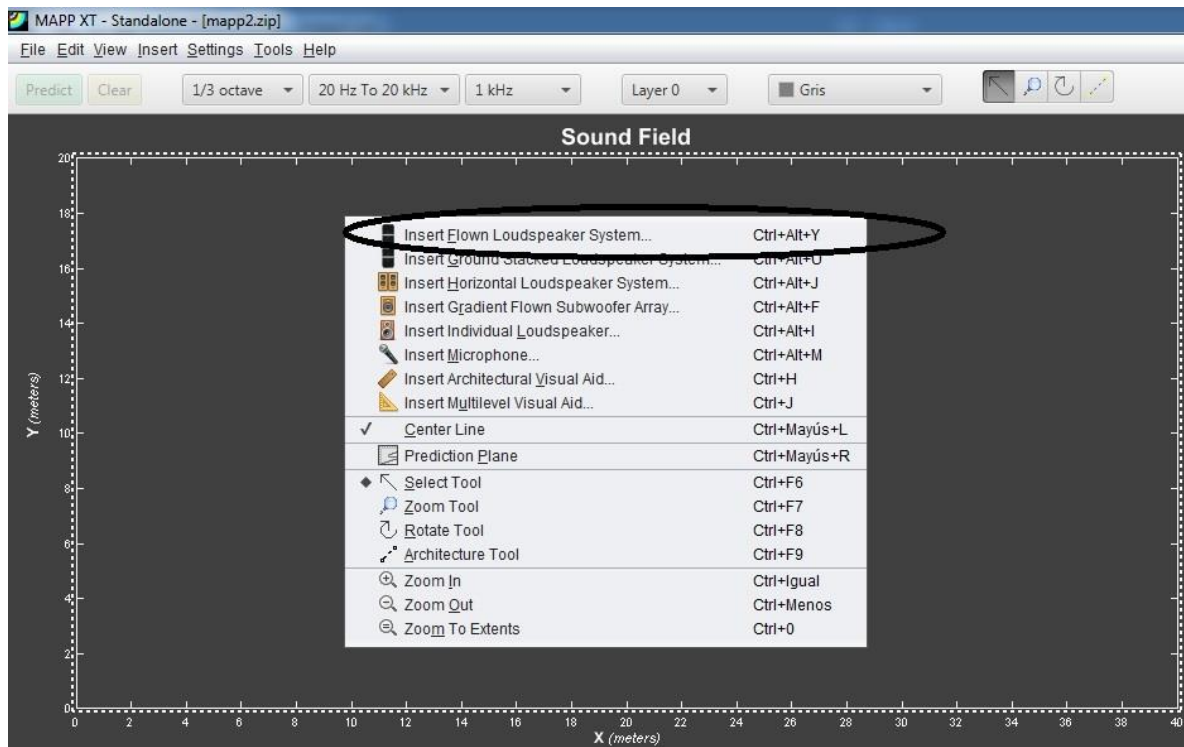 MAPP XT - Standalone - [mapp2.zip]
File Edit View Insert Settings Tools Help
Predict Clear 1/3 octave 20 Hz To 20 kHz 1 kHz Layer 0 Gris
Sound Field
20
18
16
14
12
10
8
6
4
2
0
Y (meters)
Insert Flown Loudspeaker System... Ctrl+Alt+Y
Insert Ground Stacked Loudspeaker System... Ctrl+Alt+U
Insert Horizontal Loudspeaker System... Ctrl+Alt+J
Insert Gradient Flown Subwoofer Array... Ctrl+Alt+F
Insert Individual Loudspeaker... Ctrl+Alt+I
Insert Microphone... Ctrl+Alt+M
Insert Architectural Visual Aid... Ctrl+H
Insert Multilevel Visual Aid... Ctrl+J
Center Line Ctrl+Mayús+L
Prediction Plane Ctrl+Mayús+R
Select Tool Ctrl+F6
Zoom Tool Ctrl+F7
Rotate Tool Ctrl+F8
Architecture Tool Ctrl+F9
Zoom In Ctrl+Igual
Zoom Out Ctrl+Menos
Zoom To Extents Ctrl+0
0 2 4 6 8 10 12 14 16 18 20 22 24 26 28 30 32 34 36 38 40
X (meters)